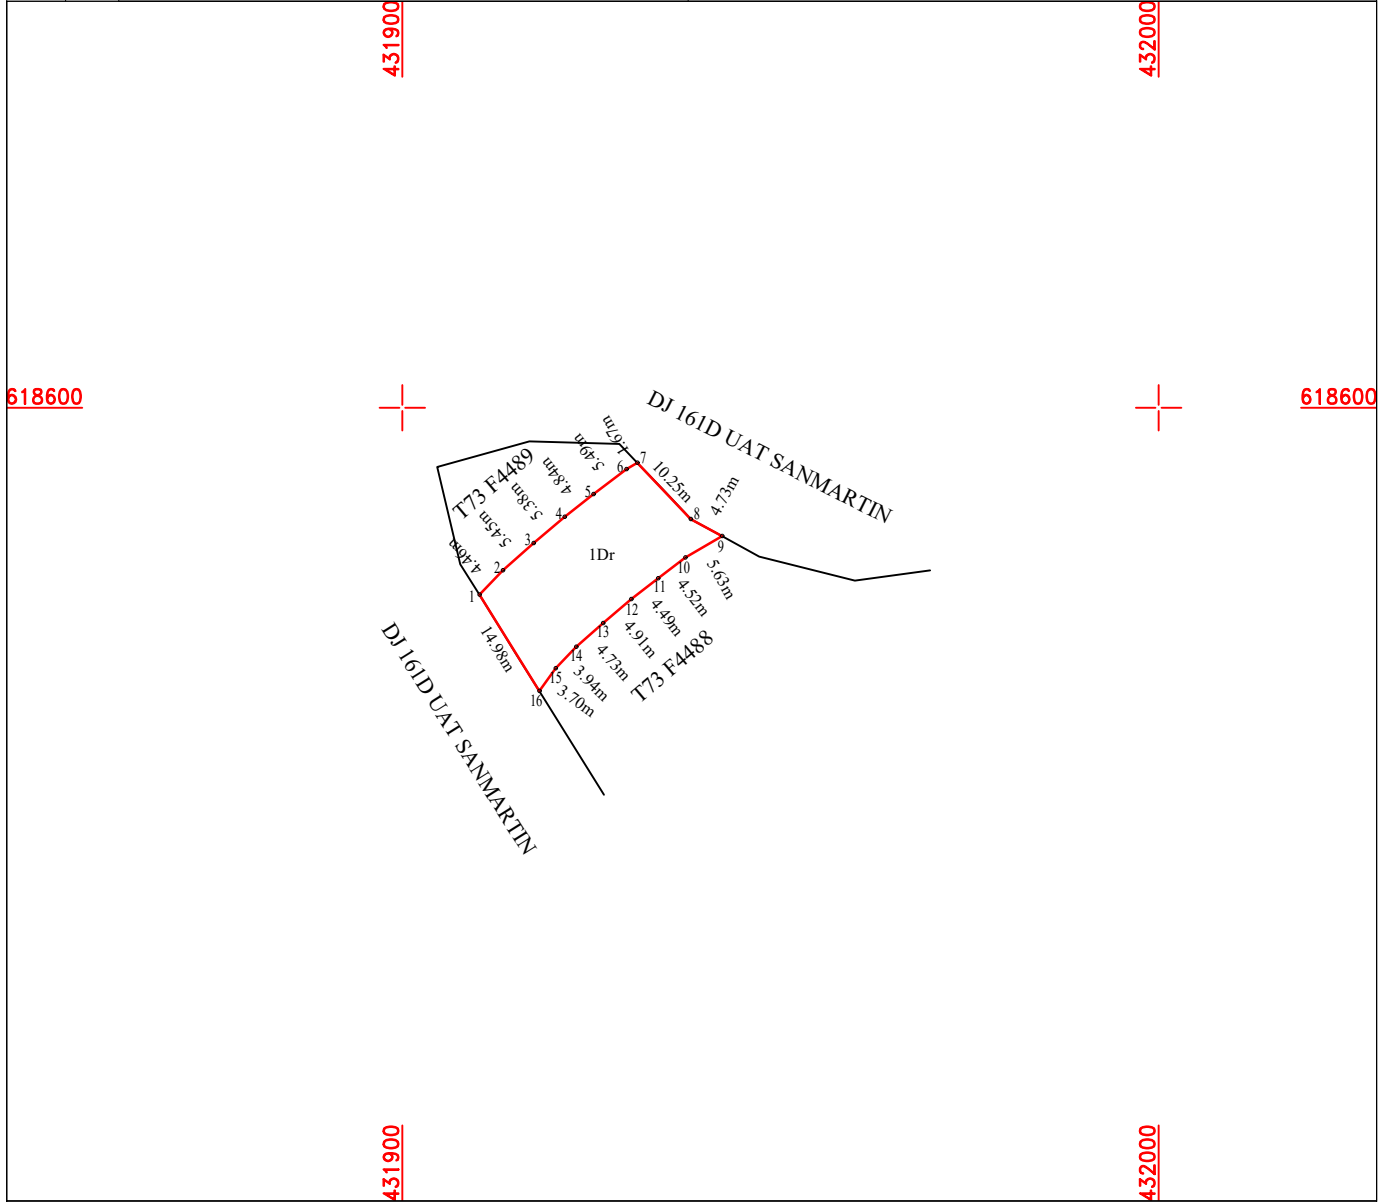 431900
432000
618600
618600
DJ 161D UAT SANMARTIN
T73 F4489
4.46m
5.45m
5.38m
4.84m
5.49m
1.67m
10.25m
4.73m
1
2
3
4
5
6
7
8
9
1Dr
10
11
12
13
14
15
16
5.63m
4.52m
4.49m
4.91m
4.73m
3.94m
3.70m
14.98m
T73 F4488
DJ 161D UAT SANMARTIN
431900
432000